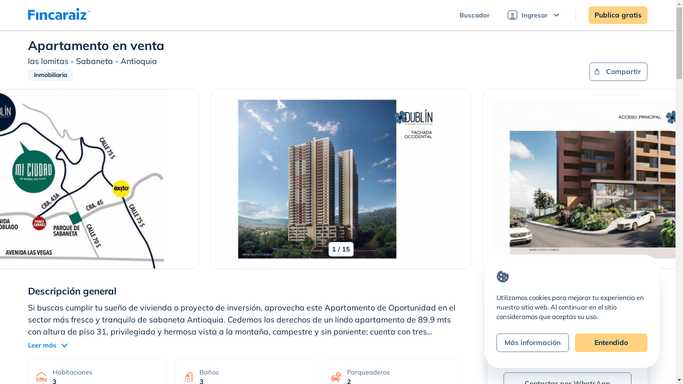 Fincaraiz
Buscador
Ingresar
Publica gratis
Apartamento en venta
las lomitas - Sabaneta - Antioquia
Inmobiliaria
Compartir
MI CIUDAD
CALLE 75 S
éxito
CRA. 43A
CRA. 45
CALLE 75 S
PARQUE DE
SABANETA
CALLE 70 S
AVENIDA LAS VEGAS
DUBLÍN
FACHADA
OCCIDENTAL
1 / 15
ACCESO PRINCIPAL
Descripción general
Si buscas cumplir tu sueño de vivienda o proyecto de inversión, aprovecha este Apartamento de Oportunidad en el
sector más fresco y tranquilo de sabaneta Antioquia. Cedemos los derechos de un lindo apartamento de 89.9 mts
con altura de piso 31, privilegiada y hermosa vista a la montaña, campestre y sin poniente; cuenta con tres...
Leer más
Habitaciones
3
Baños
3
Parqueaderos
2
Utilizamos cookies para mejorar tu experiencia en
nuestro sitio web. Al continuar en el sitio
consideramos que aceptas su uso.
Más información
Entendido
Contactar por WhatsApp